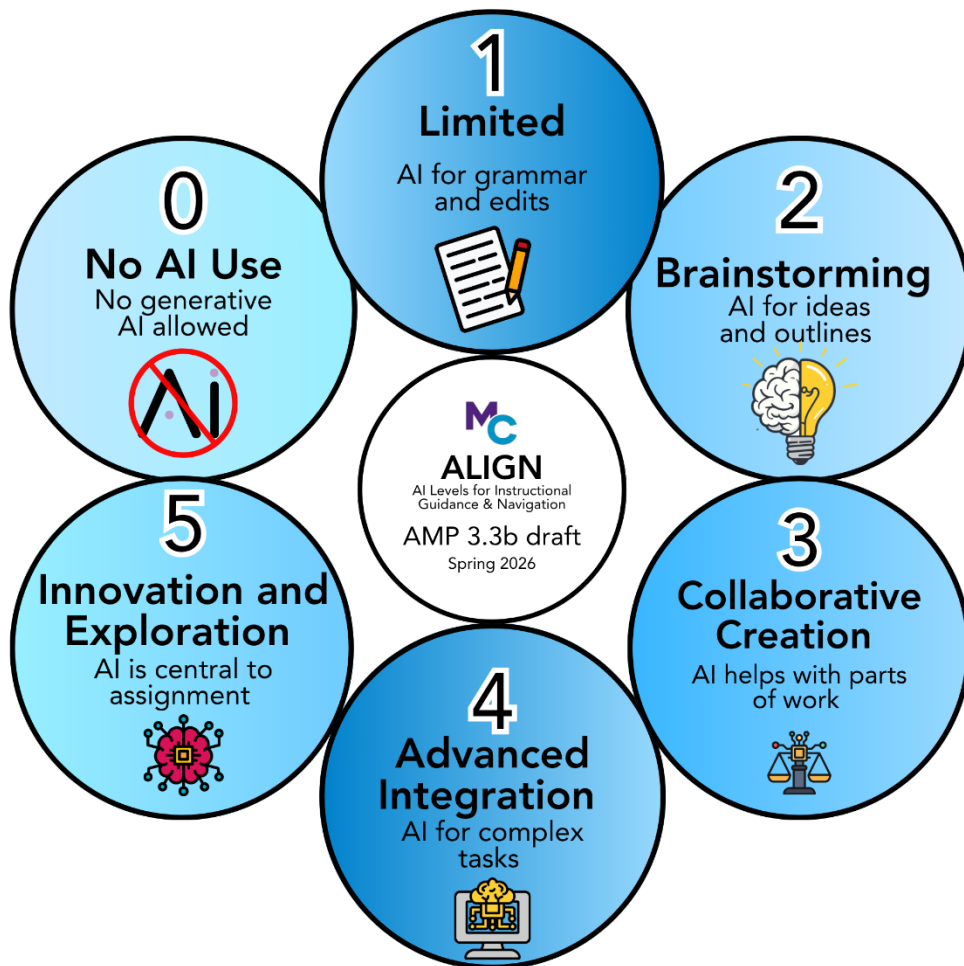 1
Limited
AI for grammar
and edits
2
Brainstorming
AI for ideas
and outlines
3
Collaborative
Creation
AI helps with parts
of work
4
Advanced
Integration
AI for complex
tasks
5
Innovation and
Exploration
AI is central to
assignment
0
No AI Use
No generative
AI allowed
AI
MC
ALIGN
AI Levels for Instructional
Guidance & Navigation
AMP 3.3b draft
Spring 2026